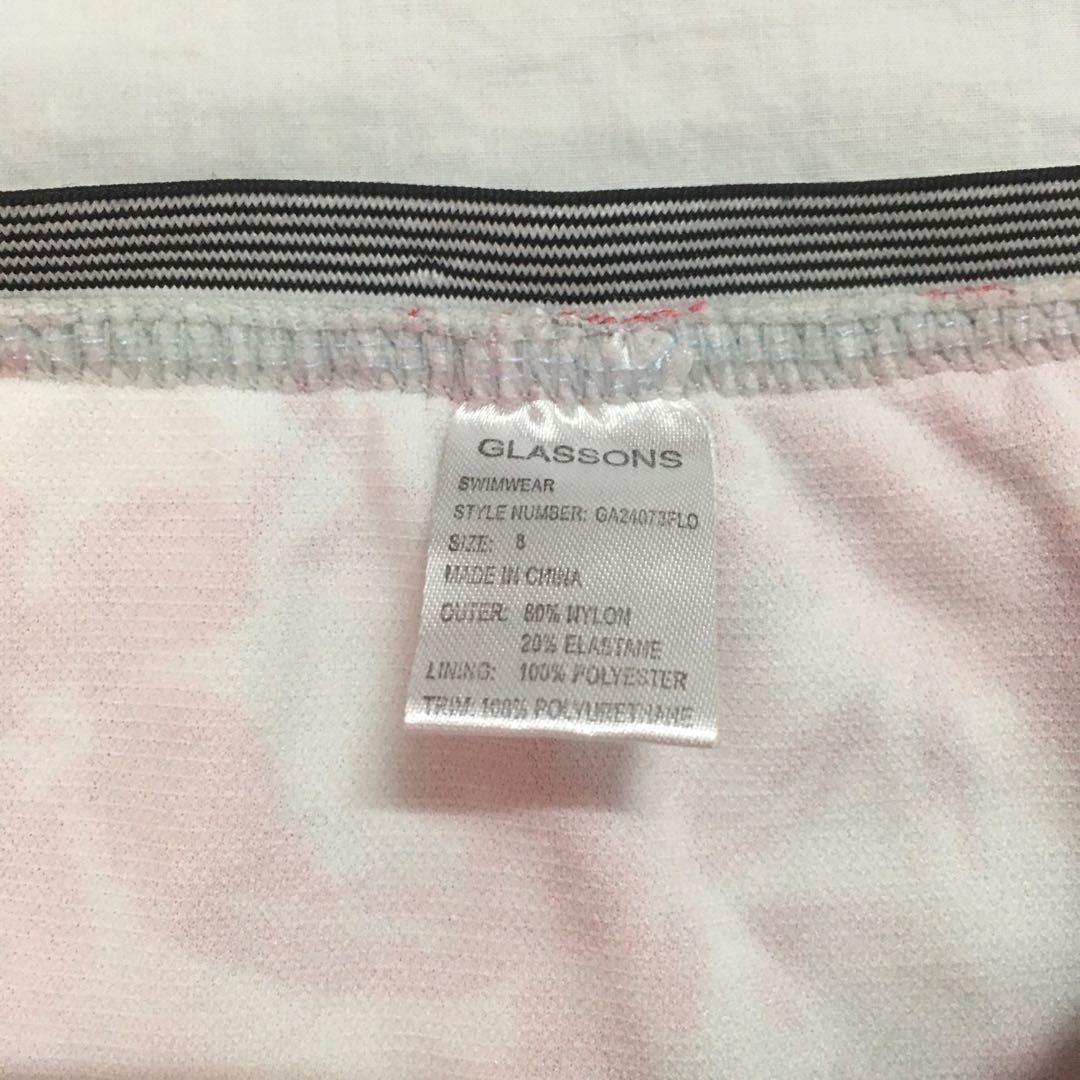 GLASSONS
SWIMWEAR
STYLE NUMBER: GA24073FLO
SIZE: 8
MADE IN CHINA
OUTER: 80% NYLON
20% ELASTANE
LINING: 100% POLYESTER
TRIM: 100% POLYURETHANE